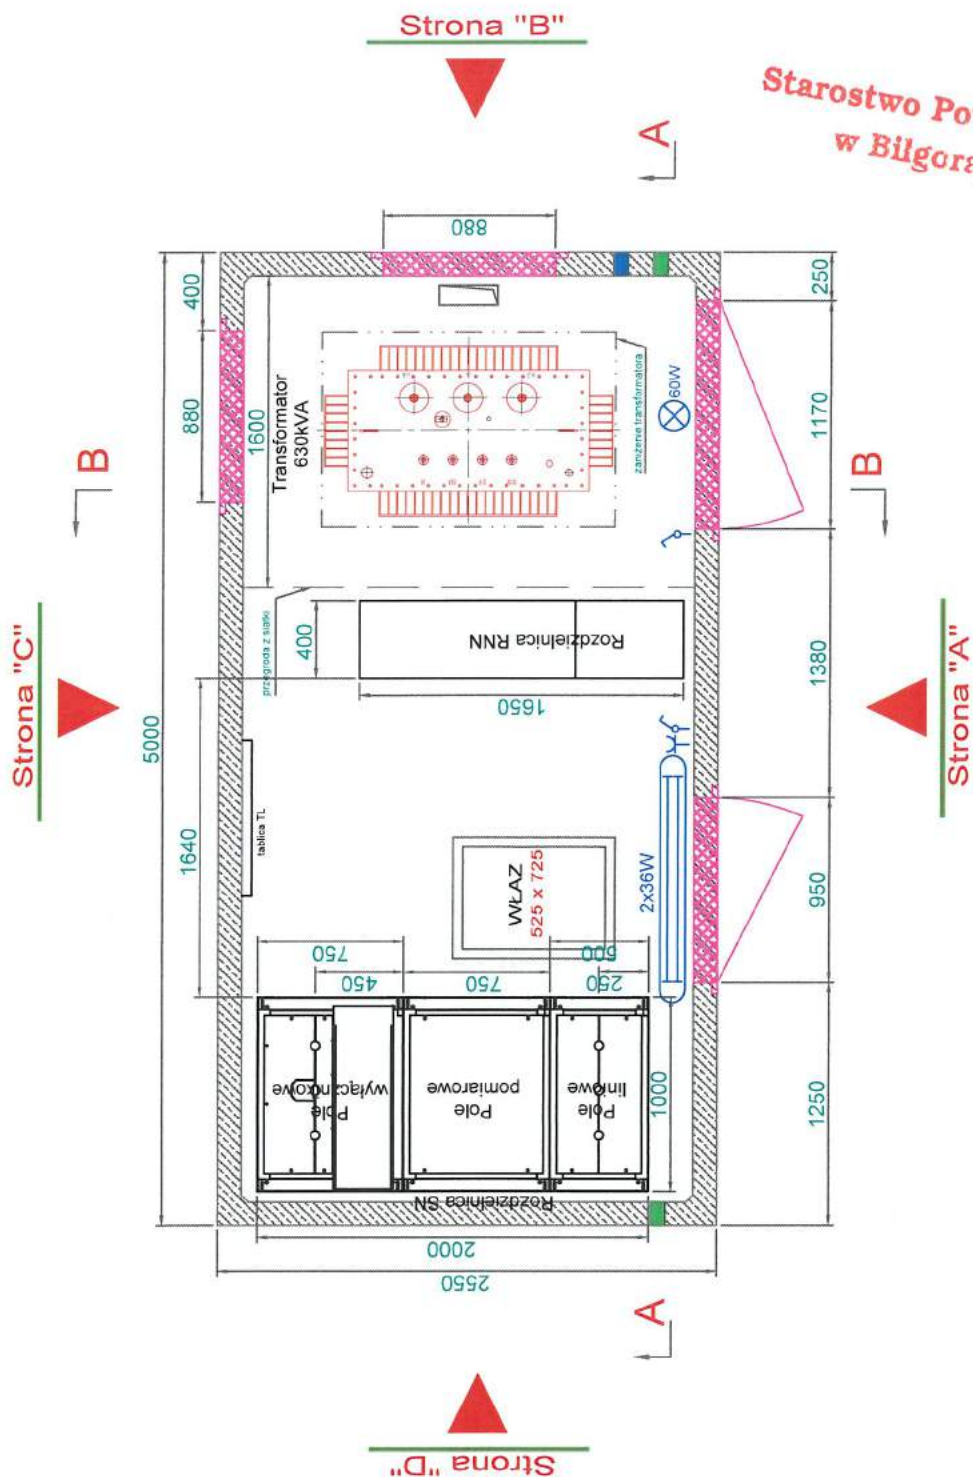 Strona "B"
Starostwo Po
w Biłgora
A
880
400
250
880
1600
Transformator
630kVA
60W
zaniżenie transformatora
1170
B
B
przegroda z siatki
400
Rozdzielnica RNN
1650
1380
Strona "C"
Strona "A"
5000
1640
tablica TL
WŁAZ
525 x 725
2x36W
950
750
450
750
500
250
Pole
wyłącznikowe
Pole
pomiarowe
Pole
liniowe
1000
1250
Rozdzielnica SN
2000
2550
A
Strona "D"